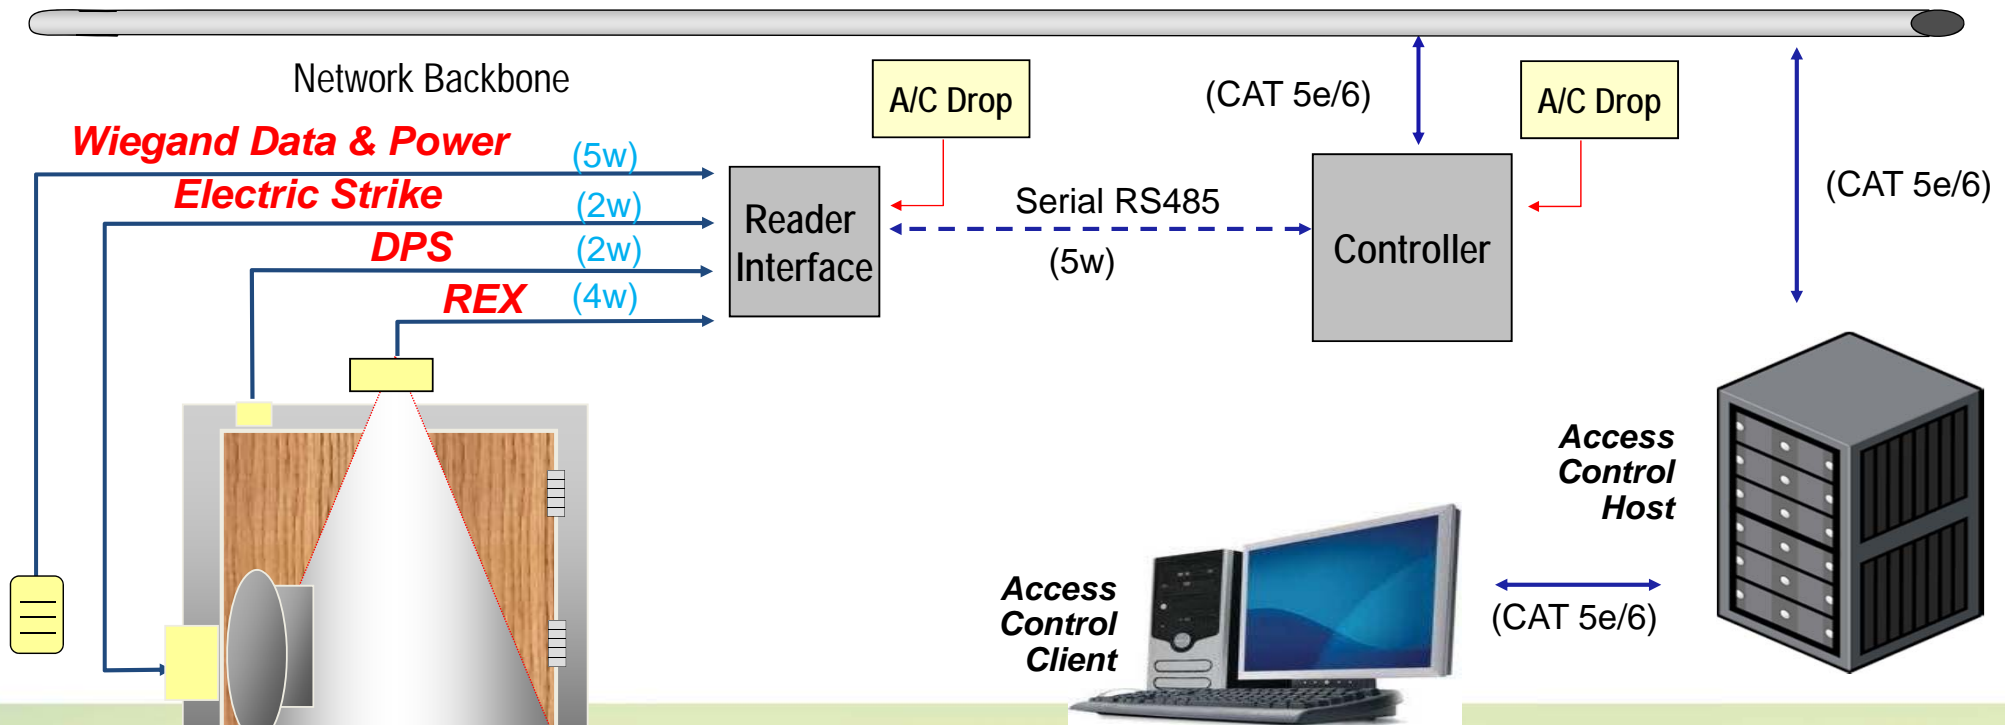 Network Backbone
Wiegand Data & Power
(5w)
Electric Strike
(2w)
DPS
(2w)
REX
(4w)
Reader
Interface
A/C Drop
Serial RS485
(5w)
(CAT 5e/6)
Controller
A/C Drop
(CAT 5e/6)
Access
Control
Host
Access
Control
Client
(CAT 5e/6)